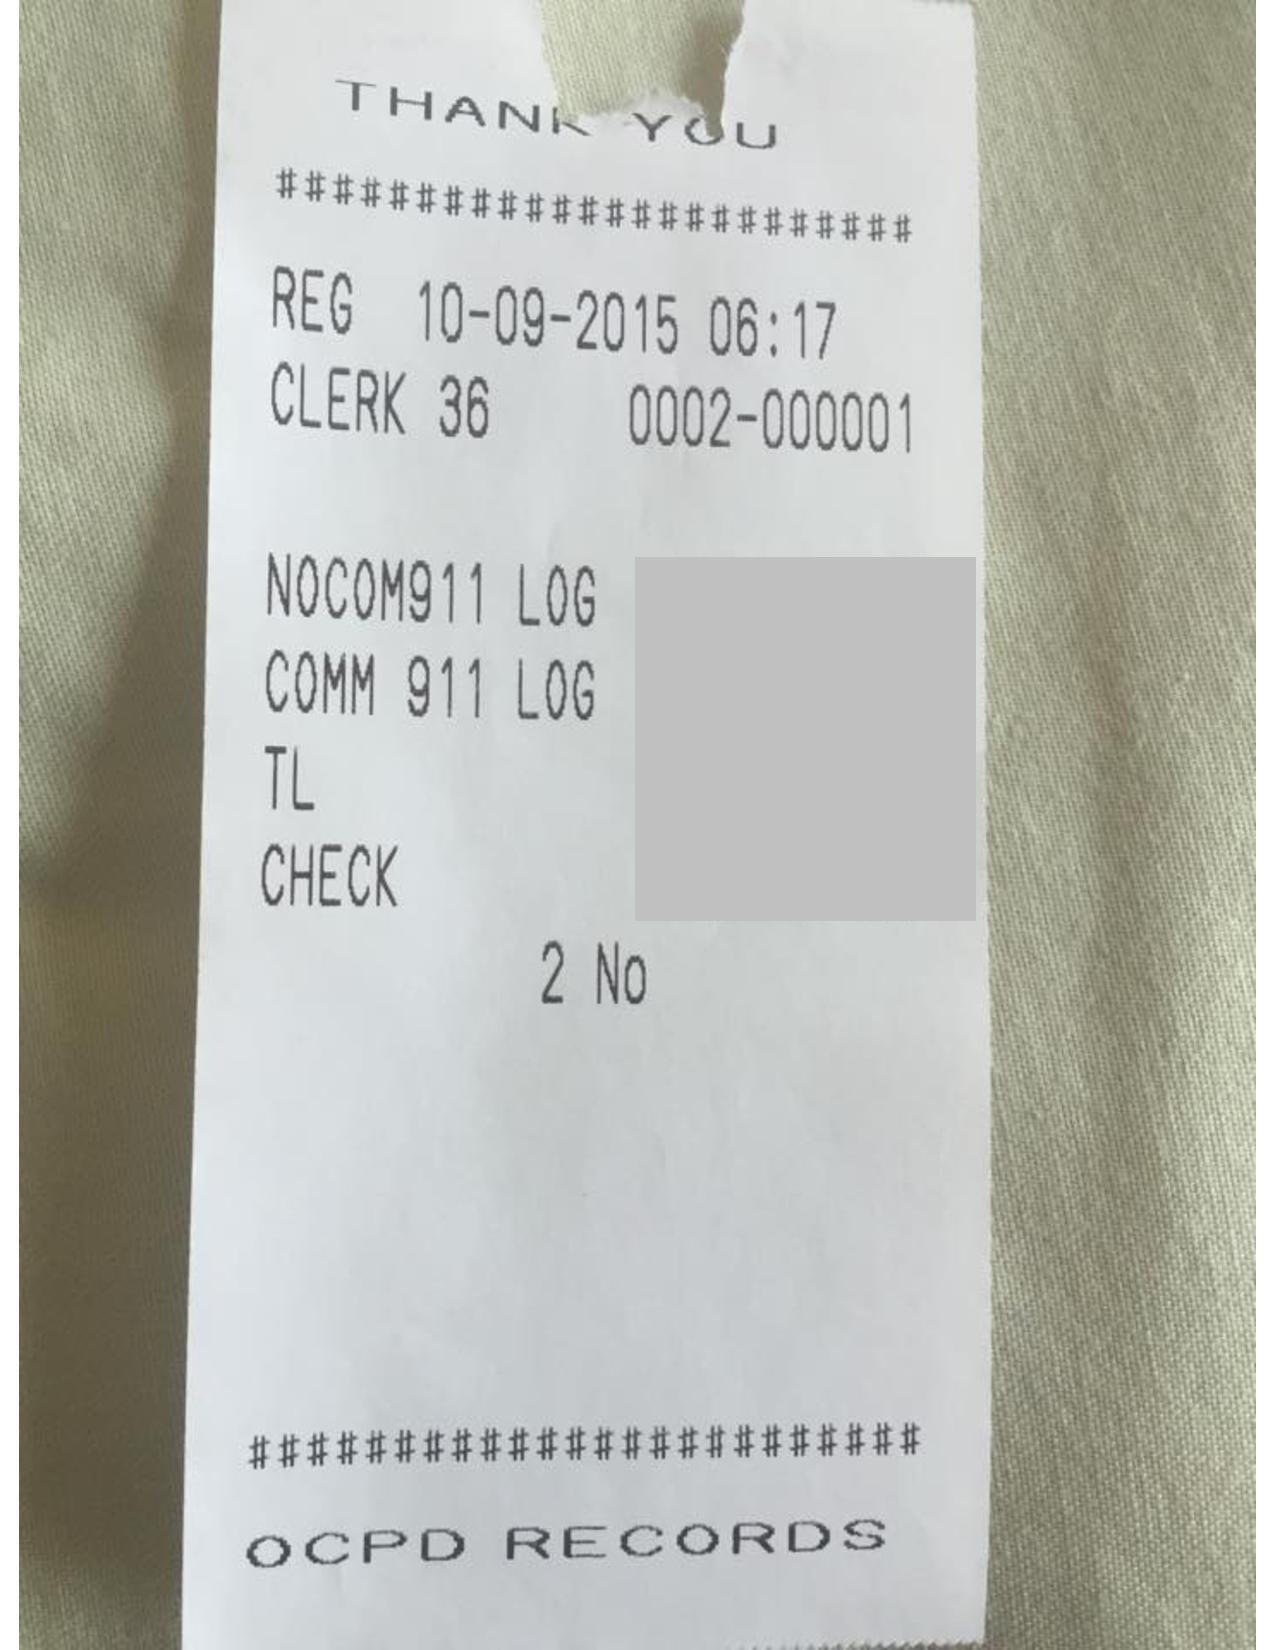 THANK YOU
########################
REG 10-09-2015 06:17
CLERK 36 0002-000001
NOCOM911 LOG
COMM 911 LOG
TL
CHECK
2 No
########################
OCPD RECORDS